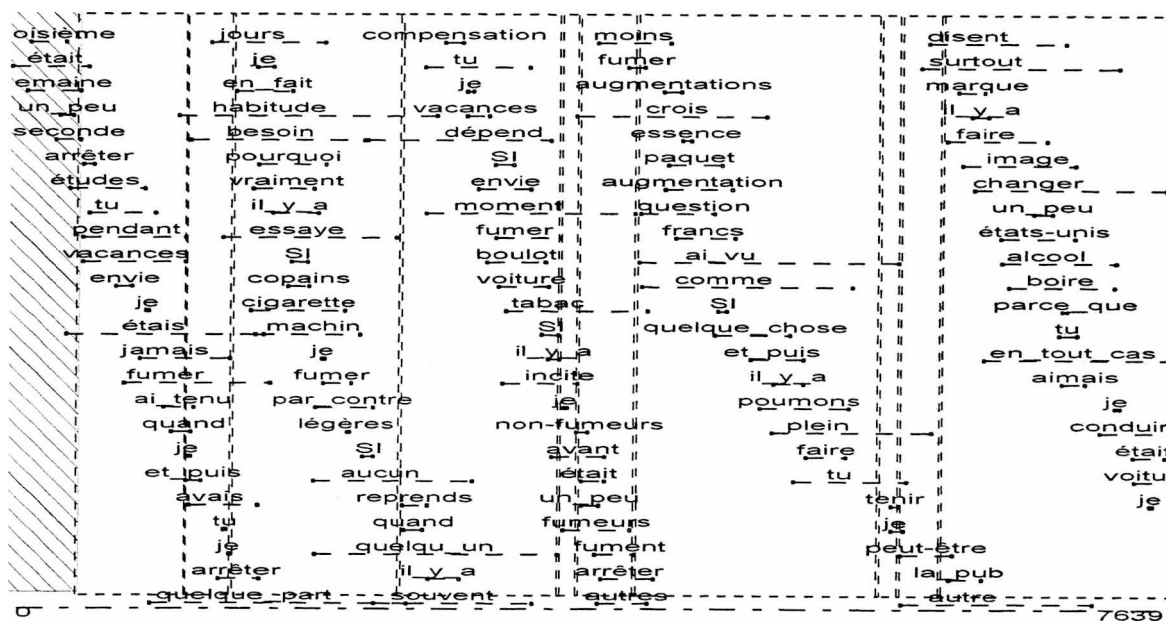 oisième jours compensation moins disent
était je tu fumer surtout
emaine en_fait je augmentations marque
un_peu habitude vacances crois il_y_a
seconde besoin dépend essence faire
arrêter pourquoi SI paquet image
études vraiment envie augmentation changer
tu il_y_a moment question un_peu
pendant essaye fumer francs états-unis
vacances SI boulot ai_vu alcool
envie copains voiture comme boire
je cigarette tabac SI parce_que
étais machin SI quelque_chose tu
jamais je il_y_a et_puis en_tout_cas
fumer fumer incite il_y_a aimais
ai_tenu par_contre je poumons je
quand légères non-fumeurs plein conduir
je SI avant faire était
et_puis aucun était tu voitu
avais reprends un_peu tenir je
tu quand fumeurs je
je quelqu_un fument peut-être
arrêter il_y_a arrêter la_pub
quelque_part souvent autres autre
0 7639